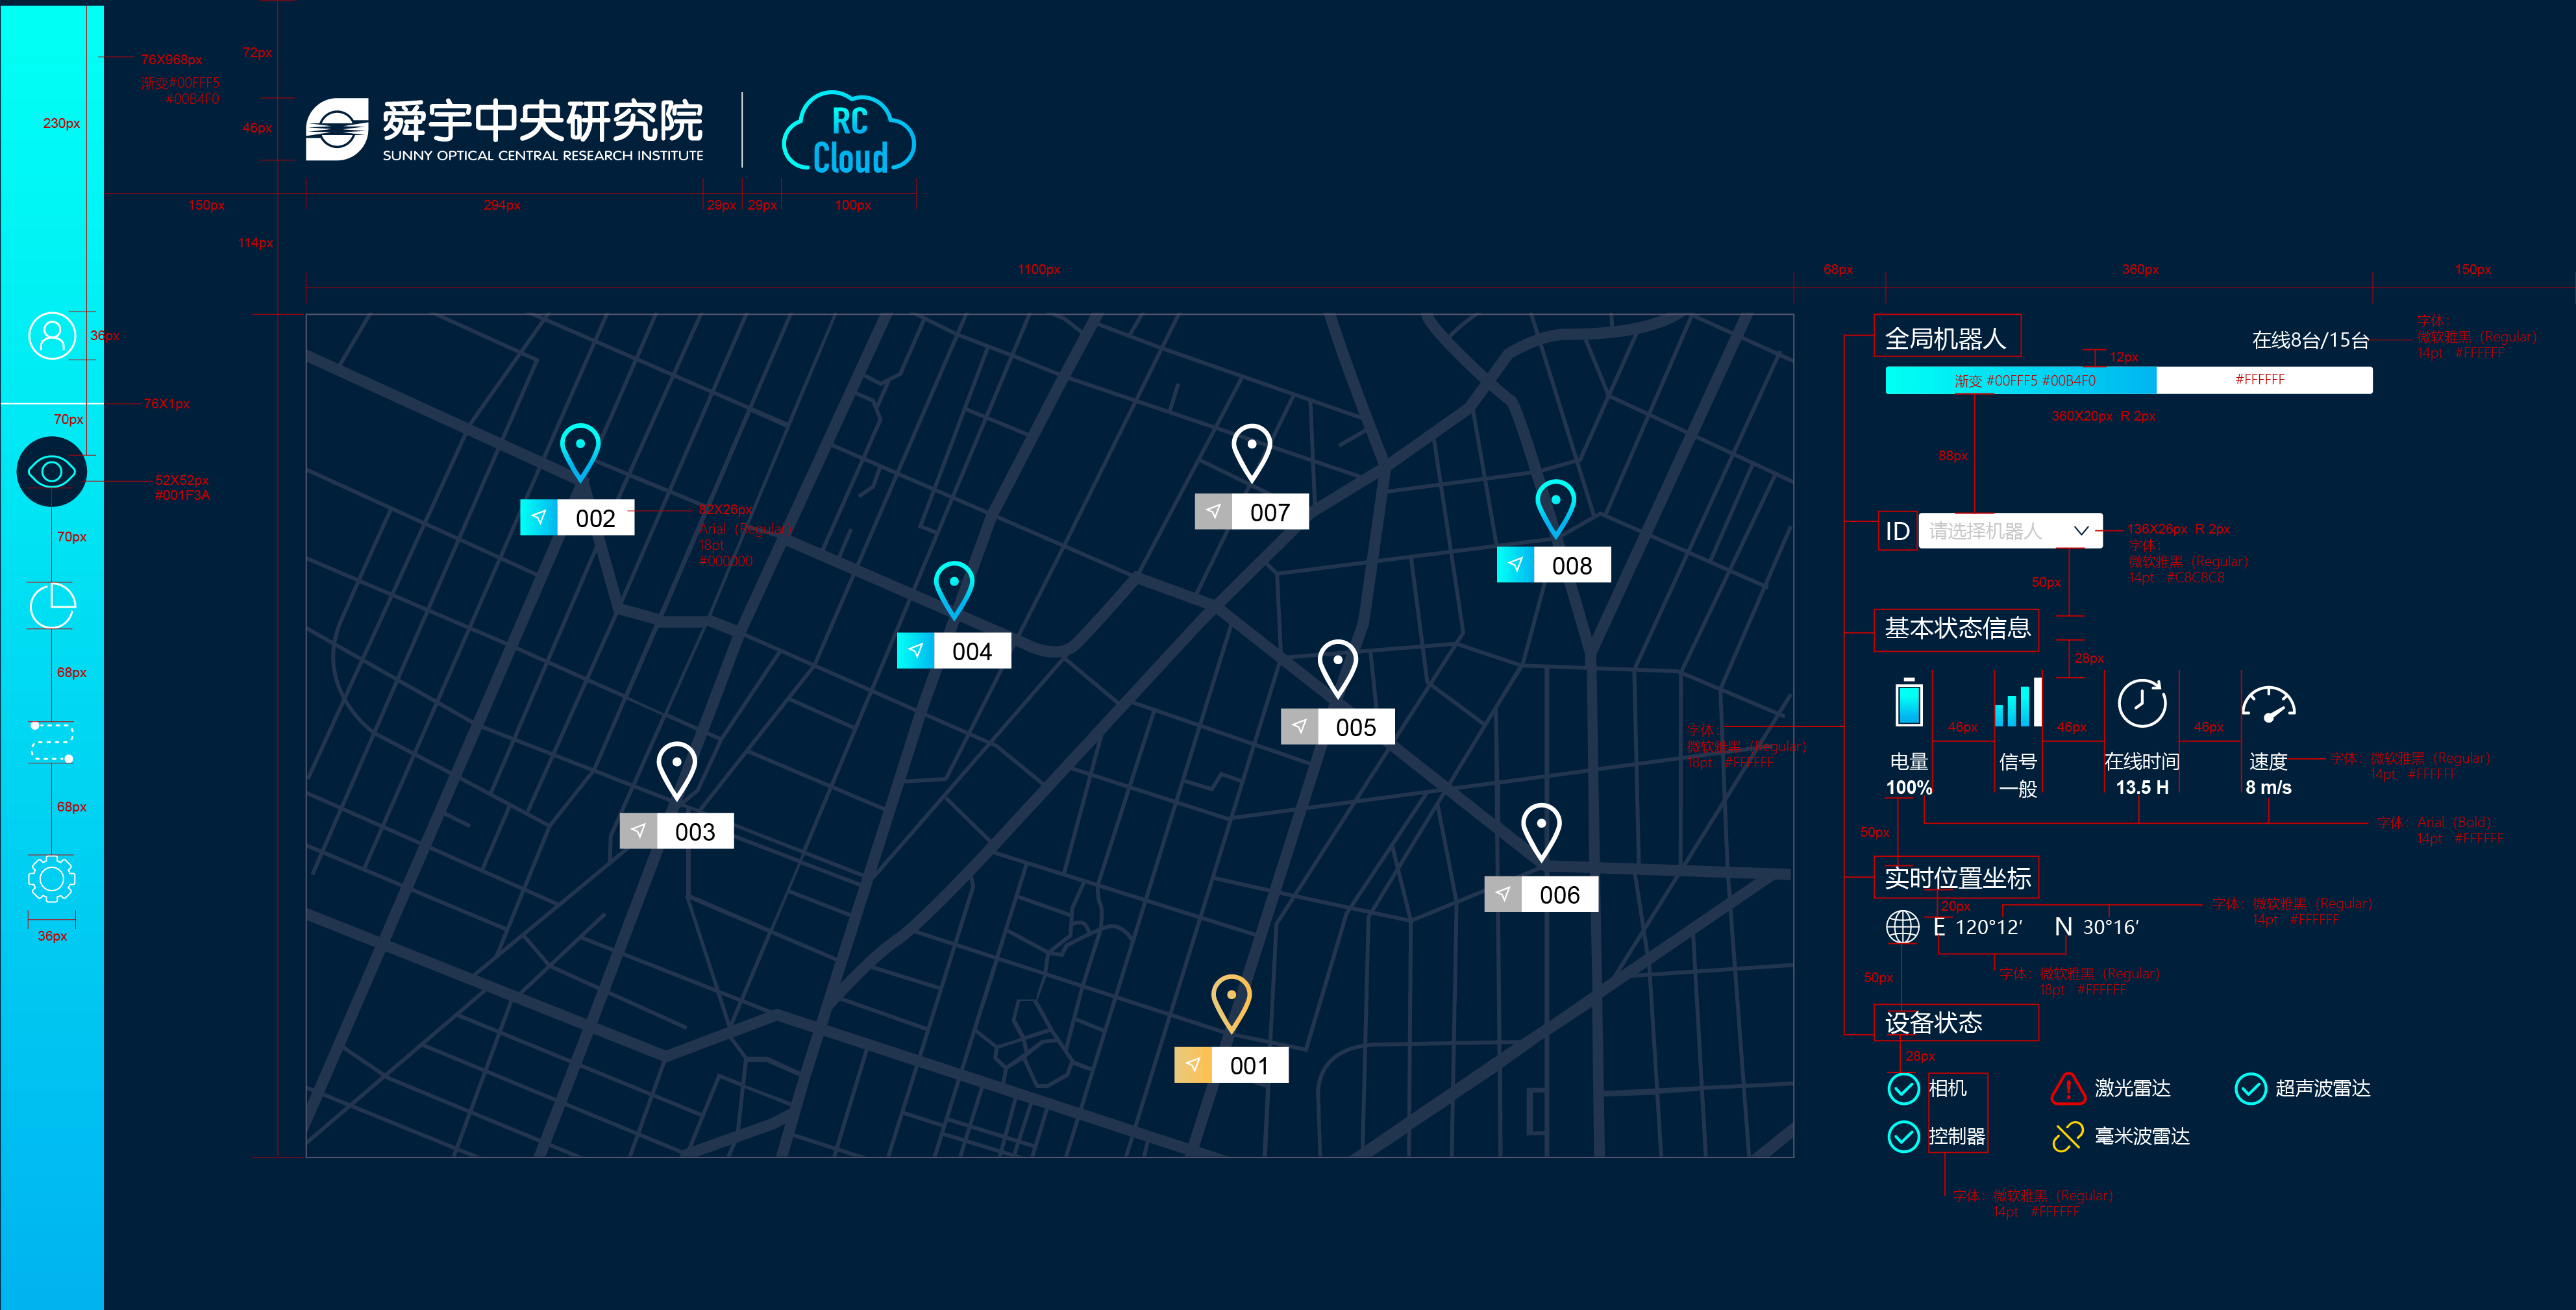 72px
76X968px
渐变#00FFF5
#00B4F0
230px
46px
舜宇中央研究院
SUNNY OPTICAL CENTRAL RESEARCH INSTITUTE
RC
Cloud
150px
294px
29px
29px
100px
114px
1100px
68px
360px
150px
36px
76X1px
70px
52X52px
#001F3A
70px
68px
68px
36px
002
82X26px
Arial（Regular）
18pt
#000000
007
008
004
005
003
006
001
全局机器人
在线8台/15台
字体：
微软雅黑（Regular）
14pt #FFFFFF
12px
渐变 #00FFF5 #00B4F0
#FFFFFF
360X20px R 2px
88px
ID
请选择机器人
136X26px R 2px
字体：
微软雅黑（Regular）
14pt #C8C8C8
50px
基本状态信息
28px
字体：
微软雅黑（Regular）
18pt #FFFFFF
46px
46px
46px
电量
信号
在线时间
速度
字体：微软雅黑（Regular）
14pt #FFFFFF
100%
一般
13.5 H
8 m/s
字体：Arial（Bold）
14pt #FFFFFF
50px
实时位置坐标
20px
字体：微软雅黑（Regular）
14pt #FFFFFF
E 120°12′ N 30°16′
字体：微软雅黑（Regular）
18pt #FFFFFF
50px
设备状态
28px
相机
激光雷达
超声波雷达
控制器
毫米波雷达
字体：微软雅黑（Regular）
14pt #FFFFFF